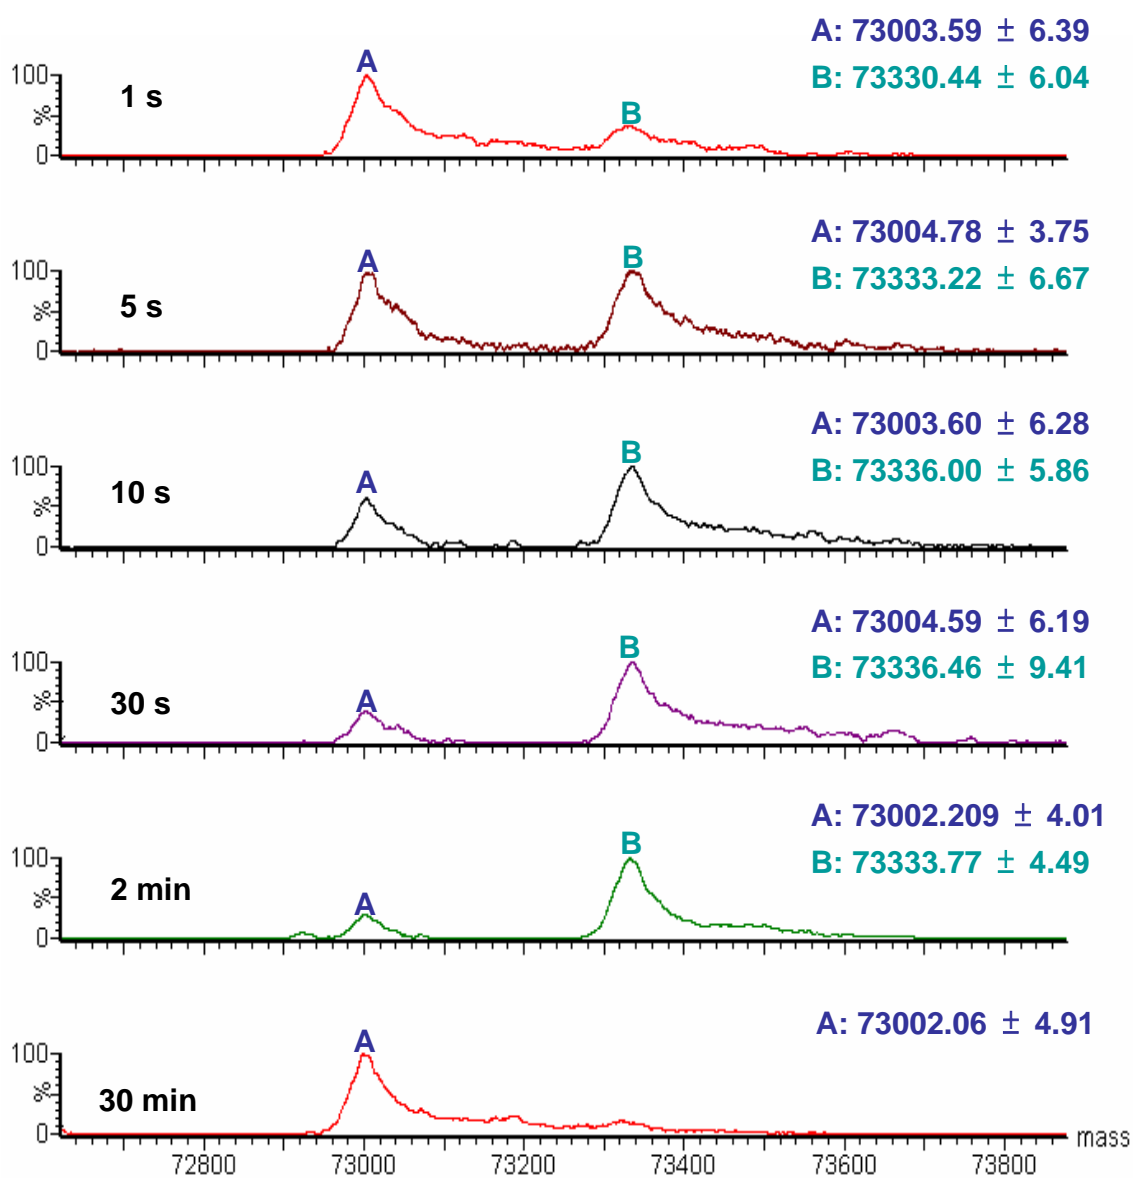 A: 73003.59 ± 6.39
B: 73330.44 ± 6.04
A
B
1 s
100
%
0
A: 73004.78 ± 3.75
B: 73333.22 ± 6.67
A
B
5 s
100
%
0
A: 73003.60 ± 6.28
B: 73336.00 ± 5.86
A
B
10 s
100
%
0
A: 73004.59 ± 6.19
B: 73336.46 ± 9.41
A
B
30 s
100
%
0
A: 73002.209 ± 4.01
B: 73333.77 ± 4.49
A
B
2 min
100
%
0
A: 73002.06 ± 4.91
A
30 min
100
%
0
mass
72800 73000 73200 73400 73600 73800